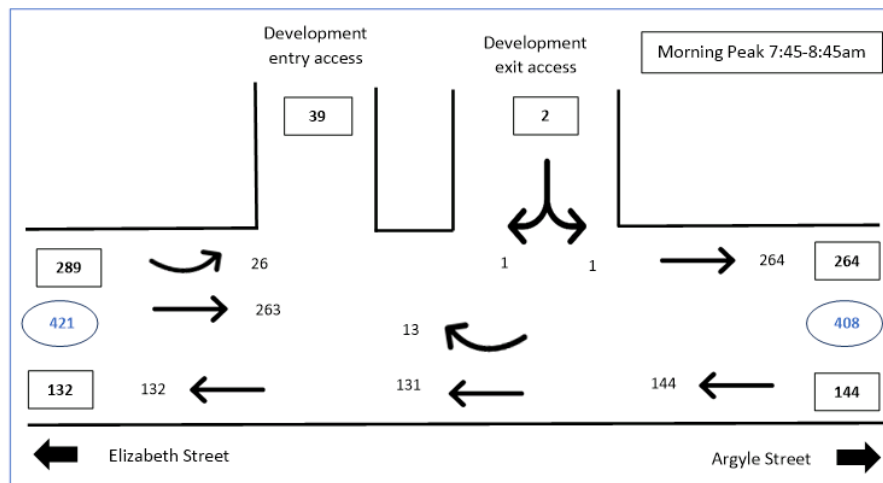 Development
entry access
Development
exit access
Morning Peak 7:45-8:45am
39
2
289
26
1
1
264
264
421
263
408
13
132
132
131
144
144
Elizabeth Street
Argyle Street